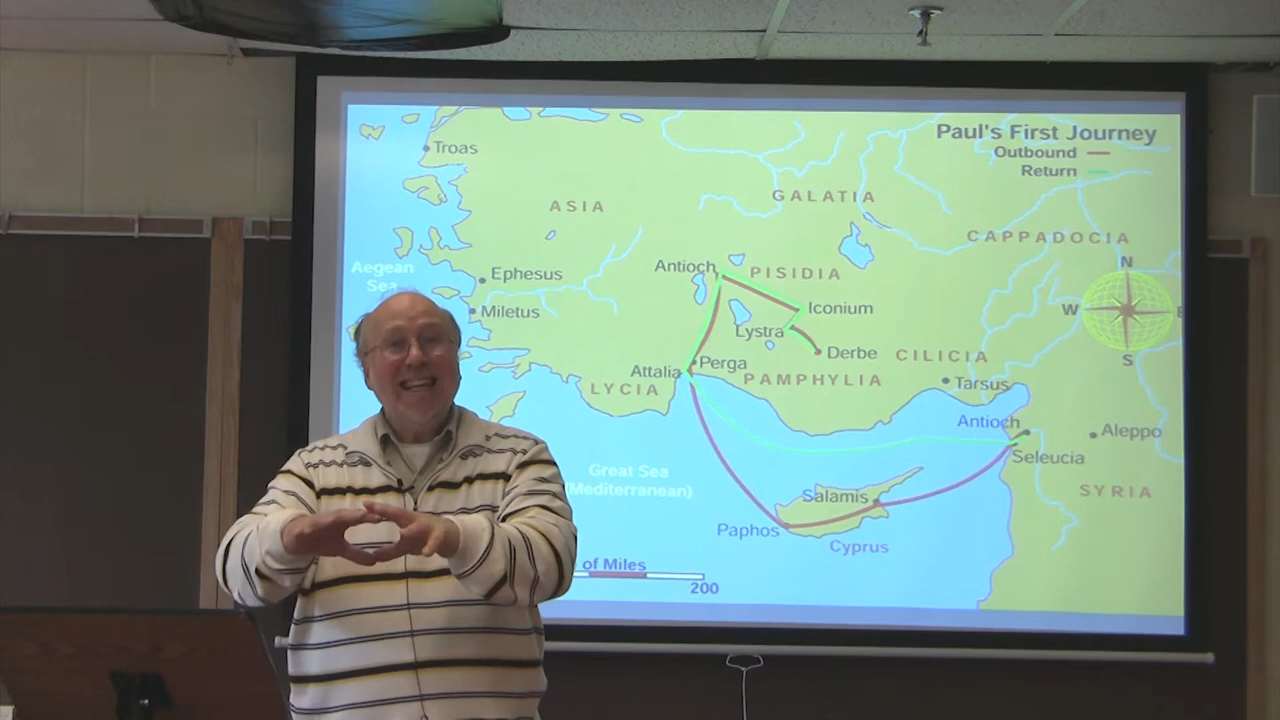 Paul's First Journey
Outbound
Return
Troas
GALATIA
ASIA
CAPPADOCIA
N
Aegean
Sea
Antioch
PISIDIA
Ephesus
Miletus
Iconium
W
E
Lystra
S
Derbe
CILICIA
Attalia
Perga
PAMPHYLIA
LYCIA
Tarsus
Antioch
Aleppo
Seleucia
Great Sea
(Mediterranean)
Salamis
SYRIA
Paphos
Cyprus
of Miles
200